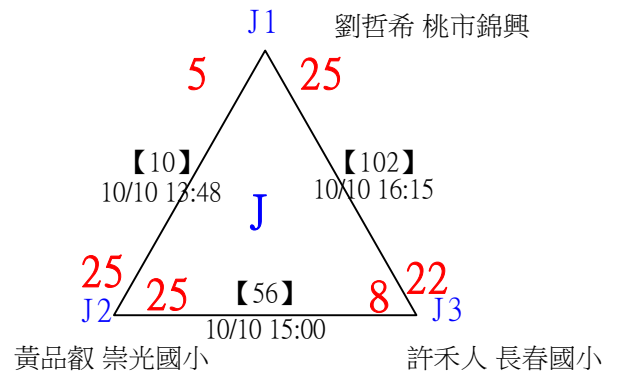 J1 劉哲希 桃市錦興
5 25
【10】 【102】
10/10 13:48 10/10 16:15
J
25 25 【56】 8 22
J2 J3
10/10 15:00
黃品叡 崇光國小 許禾人 長春國小